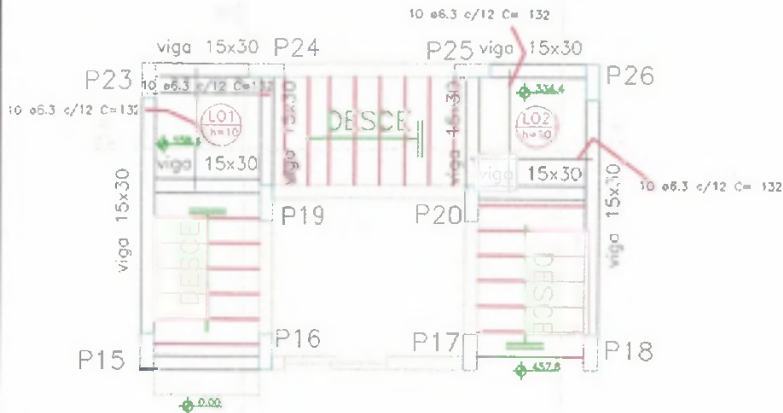 10 ø6.3 c/12 C= 132
viga 15x30
P24
P25
viga 15x30
P23
P26
10 ø6.3 c/12 C=132
10 ø6.3 c/12 C=132
L01
h=10
viga 15x30
DESCE
viga 15x30
L02
h=10
viga 15x30
viga 15x30
10 ø6.3 c/12 C= 132
viga 15x30
P19
P20
viga 15x30
DESCE
DESCE
P15
P16
P17
P18
0.00